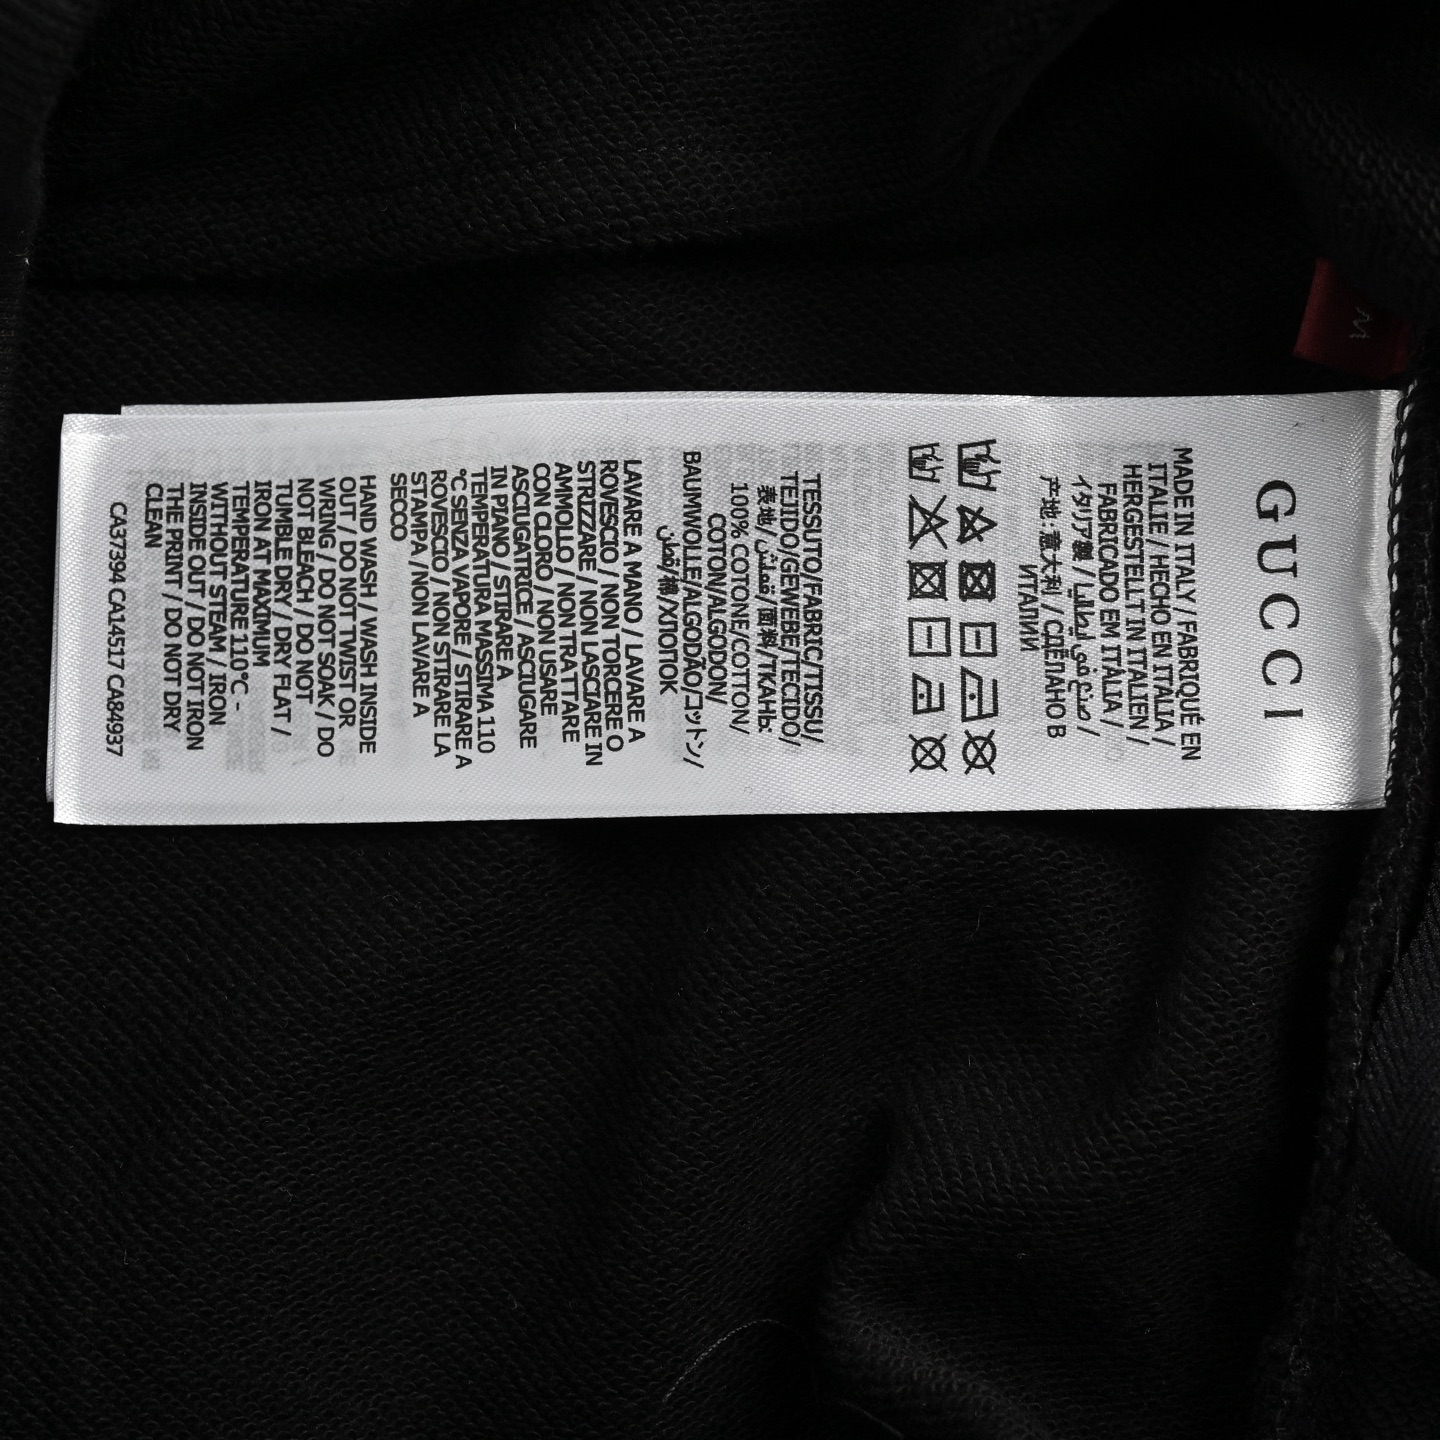 GUCCI
MADE IN ITALY / FABRIQUÉ EN
ITALIE / HECHO EN ITALIA /
HERGESTELLT IN ITALIEN /
FABRICADO EM ITÁLIA /
イタリア製 / صنع في إيطاليا /
产地: 意大利 / СДЕЛАНО В
ИТАЛИИ
TESSUTO/FABRIC/TISSU/
TEJIDO/GEWEBE/TECIDO/
表地 / قماش / 面料/ТКАНЬ:
100% COTONE/COTTON/
COTON/ALGODON/
BAUMWOLLE/ALGODÃO/コットン/
قطن/棉/ХЛОПОК
LAVARE A MANO / LAVARE A
ROVESCIO / NON TORCERE O
STRIZZARE / NON LASCIARE IN
AMMOLLO / NON TRATTARE
CON CLORO / NON USARE
ASCIUGATRICE / ASCIUGARE
IN PIANO / STIRARE A
TEMPERATURA MASSIMA 110
°C SENZA VAPORE / STIRARE A
ROVESCIO / NON STIRARE LA
STAMPA / NON LAVARE A
SECCO
HAND WASH / WASH INSIDE
OUT / DO NOT TWIST OR
WRING / DO NOT SOAK / DO
NOT BLEACH / DO NOT
TUMBLE DRY / DRY FLAT /
IRON AT MAXIMUM
TEMPERATURE 110°C -
WITHOUT STEAM / IRON
INSIDE OUT / DO NOT IRON
THE PRINT / DO NOT DRY
CLEAN
CA37394 CA14517 CA84937
M